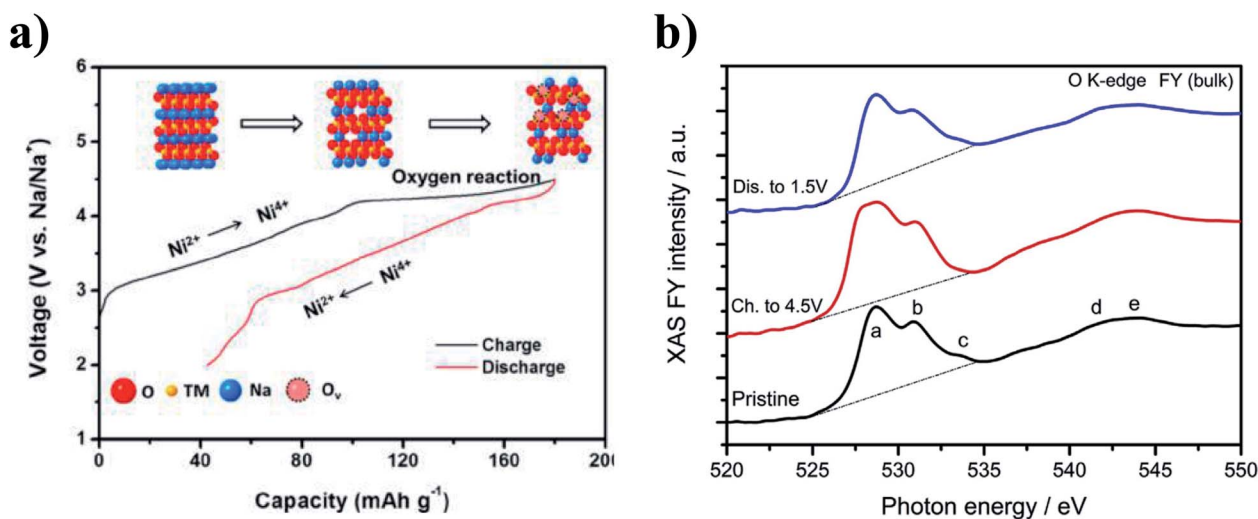 a)
Voltage (V vs. Na/Na⁺)
6
5
4
3
2
1
Oxygen reaction
Ni²⁺ → Ni⁴⁺
Ni²⁺ ← Ni⁴⁺
Charge
Discharge
O TM Na Oᵥ
0 40 80 120 160 200
Capacity (mAh g⁻¹)
b)
XAS FY intensity / a.u.
O K-edge FY (bulk)
Dis. to 1.5V
Ch. to 4.5V
a b c d e
Pristine
520 525 530 535 540 545 550
Photon energy / eV